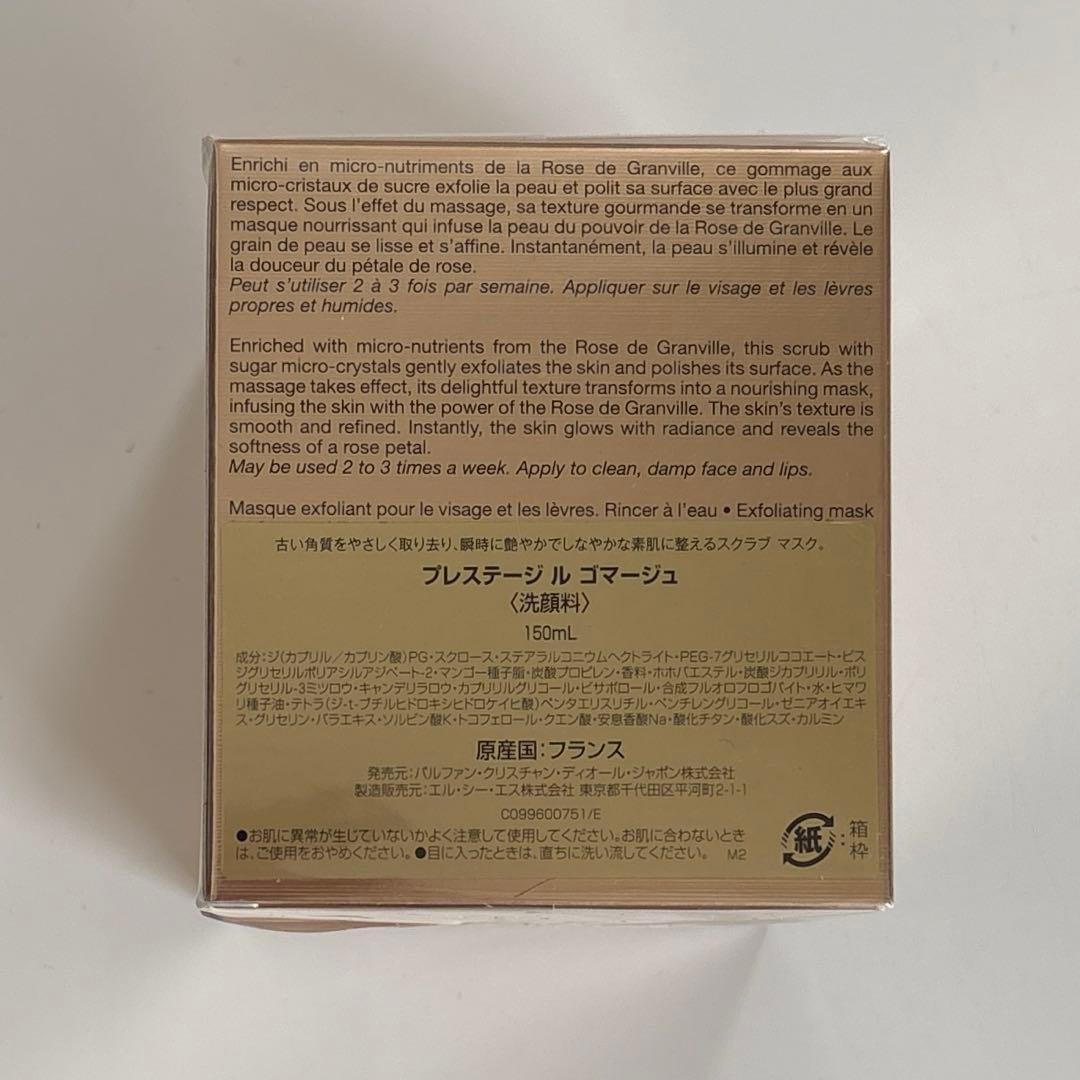 Enrichi en micro-nutriments de la Rose de Granville, ce gommage aux
micro-cristaux de sucre exfolie la peau et polit sa surface avec le plus grand
respect. Sous l'effet du massage, sa texture gourmande se transforme en un
masque nourrissant qui infuse la peau du pouvoir de la Rose de Granville. Le
grain de peau se lisse et s'affine. Instantanément, la peau s'illumine et révèle
la douceur du pétale de rose.
Peut s'utiliser 2 à 3 fois par semaine. Appliquer sur le visage et les lèvres
propres et humides.
Enriched with micro-nutrients from the Rose de Granville, this scrub with
sugar micro-crystals gently exfoliates the skin and polishes its surface. As the
massage takes effect, its delightful texture transforms into a nourishing mask,
infusing the skin with the power of the Rose de Granville. The skin's texture is
smooth and refined. Instantly, the skin glows with radiance and reveals the
softness of a rose petal.
May be used 2 to 3 times a week. Apply to clean, damp face and lips.
Masque exfoliant pour le visage et les lèvres. Rincer à l'eau • Exfoliating mask
古い角質をやさしく取り去り、瞬時に艶やかでしなやかな素肌に整えるスクラブ マスク。
プレステージ ル ゴマージュ
〈洗顔料〉
150mL
成分:ジ(カプリル/カプリン酸)PG・スクロース・ステアラルコニウムヘクトライト・PEG-7グリセリルココエート・ビス
ジグリセリルポリアシルアジペート-2・マンゴー種子脂・炭酸プロピレン・香料・ホホバエステル・炭酸ジカプリリル・ポリ
グリセリル-3ミツロウ・キャンデリラロウ・カプリリルグリコール・ビサボロール・合成フルオロフロゴパイト・水・ヒマワ
リ種子油・テトラ(ジ-t-ブチルヒドロキシヒドロケイヒ酸)ペンタエリスリチル・ペンチレングリコール・ゼニアオイエキ
ス・グリセリン・バラエキス・ソルビン酸K・トコフェロール・クエン酸・安息香酸Na・酸化チタン・酸化スズ・カルミン
原産国:フランス
発売元:パルファン・クリスチャン・ディオール・ジャポン株式会社
製造販売元:エル・シー・エス株式会社 東京都千代田区平河町2-1-1
C099600751/E
●お肌に異常が生じていないかよく注意して使用してください。お肌に合わないとき
は、ご使用をおやめください。●目に入ったときは、直ちに洗い流してください。 M2
紙:箱
枠